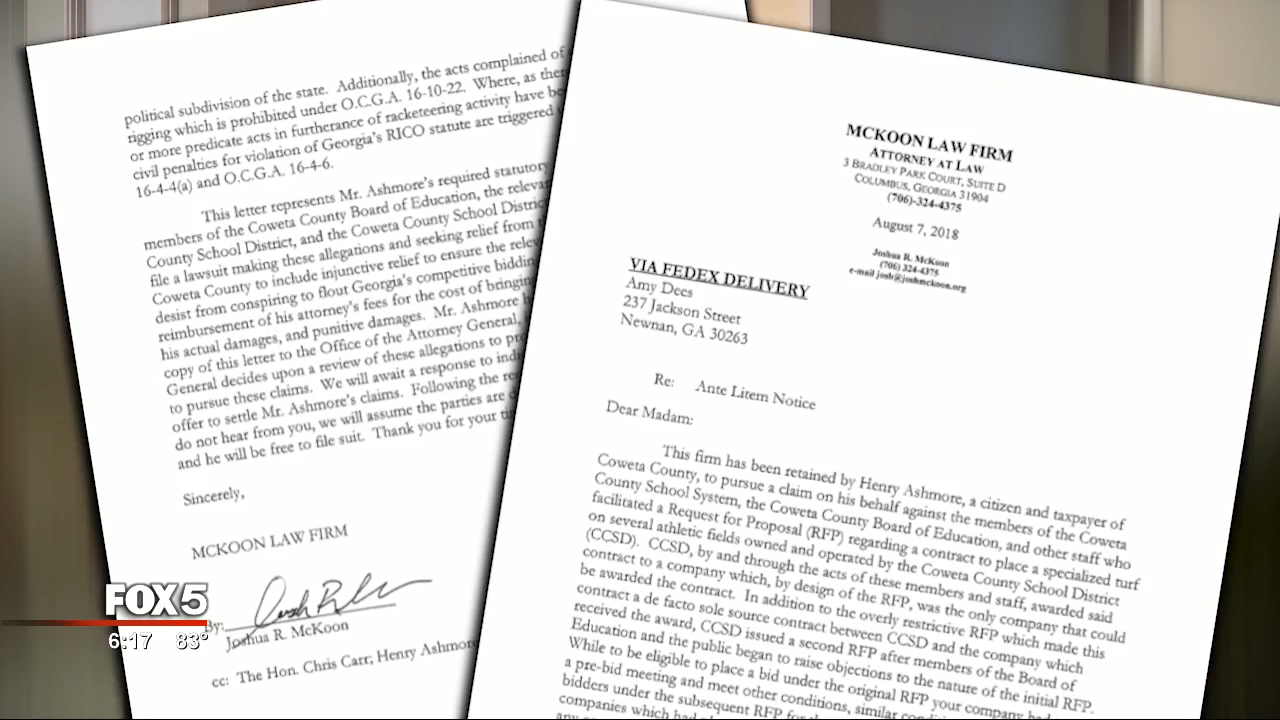 political subdivision of the state. Additionally, the acts complained of
rigging which is prohibited under O.C.G.A. 16-10-22. Where, as ther
or more predicate acts in furtherance of racketeering activity have be
civil penalties for violation of Georgia's RICO statute are triggered
16-4-4(a) and O.C.G.A. 16-4-6.
This letter represents Mr. Ashmore's required statutory
members of the Coweta County Board of Education, the releva
County School District, and the Coweta County School Distric
file a lawsuit making these allegations and seeking relief from
Coweta County to include injunctive relief to ensure the relev
desist from conspiring to flout Georgia's competitive biddin
reimbursement of his attorney's fees for the cost of bringin
his actual damages, and punitive damages. Mr. Ashmore h
copy of this letter to the Office of the Attorney General,
General decides upon a review of these allegations to pr
to pursue these claims. We will await a response to indi
offer to settle Mr. Ashmore's claims. Following the re
do not hear from you, we will assume the parties are
and he will be free to file suit. Thank you for your
Sincerely,
MCKOON LAW FIRM
By:
Joshua R. McKoon
cc: The Hon. Chris Carr; Henry Ashmor
MCKOON LAW FIRM
ATTORNEY AT LAW
3 BRADLEY PARK COURT, SUITE D
COLUMBUS, GEORGIA 31904
(706)-324-4375
August 7, 2018
Joshua R. McKoon
(706) 324-4375
e-mail josh@joshmckoon.org
VIA FEDEX DELIVERY
Amy Dees
237 Jackson Street
Newnan, GA 30263
Re: Ante Litem Notice
Dear Madam:
This firm has been retained by Henry Ashmore, a citizen and taxpayer of
Coweta County, to pursue a claim on his behalf against the members of the Coweta
County School System, the Coweta County Board of Education, and other staff who
facilitated a Request for Proposal (RFP) regarding a contract to place a specialized turf
on several athletic fields owned and operated by the Coweta County School District
(CCSD). CCSD, by and through the acts of these members and staff, awarded said
contract to a company which, by design of the RFP, was the only company that could
be awarded the contract. In addition to the overly restrictive RFP which made this
contract a de facto sole source contract between CCSD and the company which
received the award, CCSD issued a second RFP after members of the Board of
Education and the public began to raise objections to the nature of the initial RFP.
While to be eligible to place a bid under the original RFP your company had
a pre-bid meeting and meet other conditions, similar condi
bidders under the subsequent RFP for
companies which had
FOX 5
6:17 83°